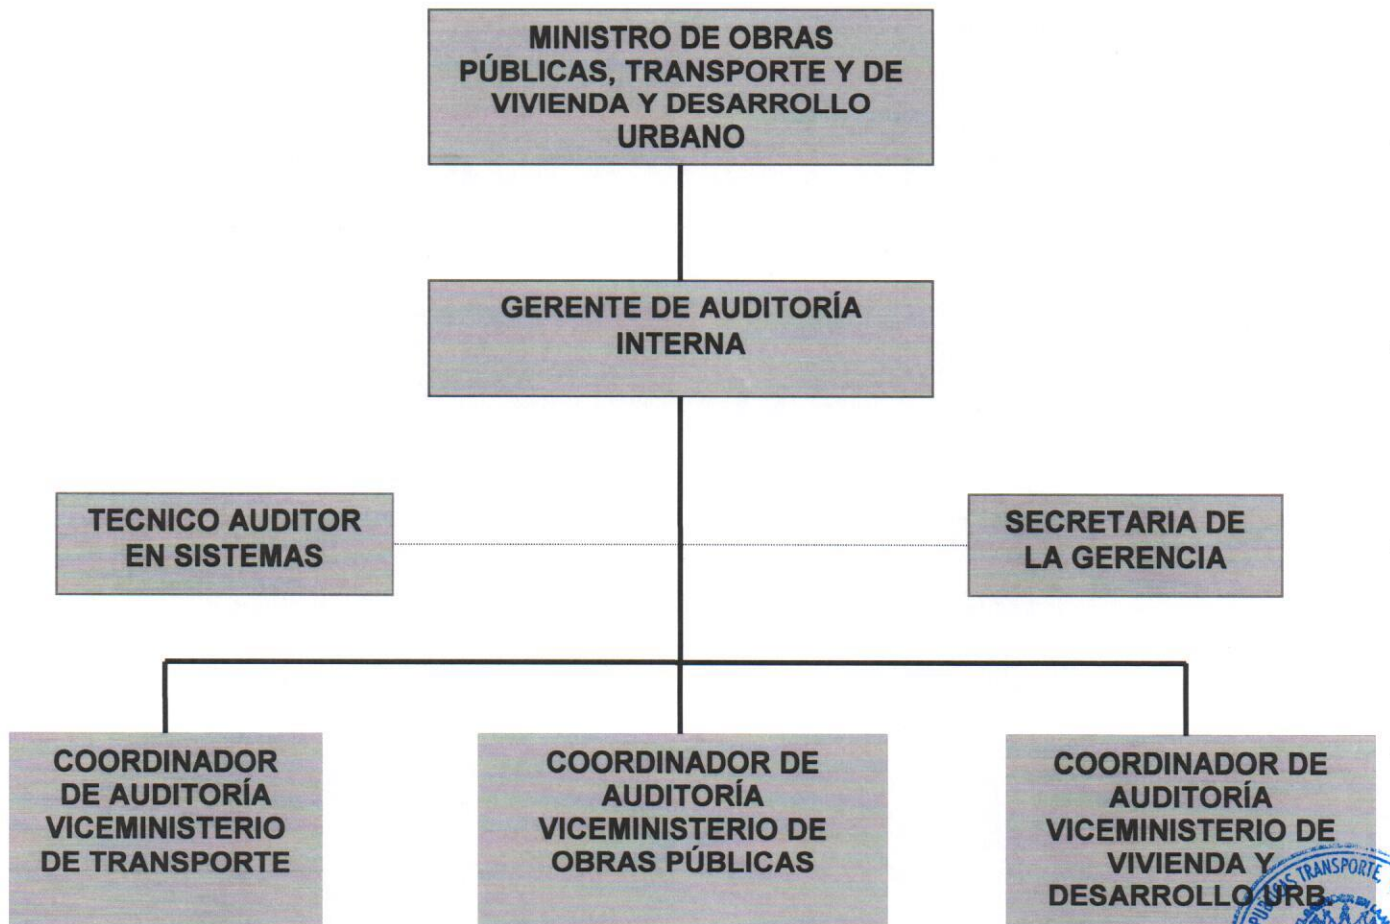 MINISTRO DE OBRAS
PÚBLICAS, TRANSPORTE Y DE
VIVIENDA Y DESARROLLO
URBANO
GERENTE DE AUDITORÍA
INTERNA
TECNICO AUDITOR
EN SISTEMAS
SECRETARIA DE
LA GERENCIA
COORDINADOR
DE AUDITORÍA
VICEMINISTERIO
DE TRANSPORTE
COORDINADOR DE
AUDITORÍA
VICEMINISTERIO DE
OBRAS PÚBLICAS
COORDINADOR DE
AUDITORÍA
VICEMINISTERIO DE
VIVIENDA Y
DESARROLLO URB.
TRANSPORTE,